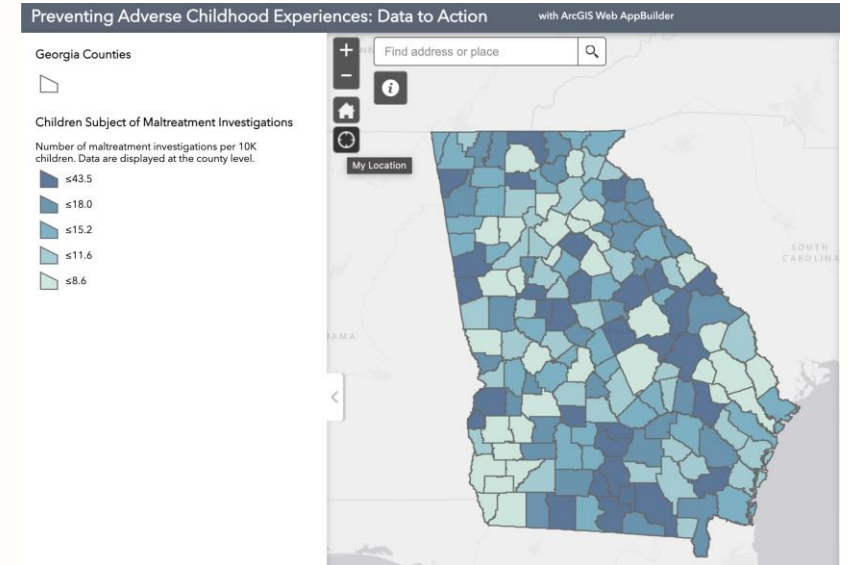 Preventing Adverse Childhood Experiences: Data to Action
with ArcGIS Web AppBuilder
Georgia Counties
Children Subject of Maltreatment Investigations
Number of maltreatment investigations per 10K
children. Data are displayed at the county level.
≤43.5
≤18.0
≤15.2
≤11.6
≤8.6
+
−
Find address or place
i
My Location
SOUTH
CAROLINA
AMA
<